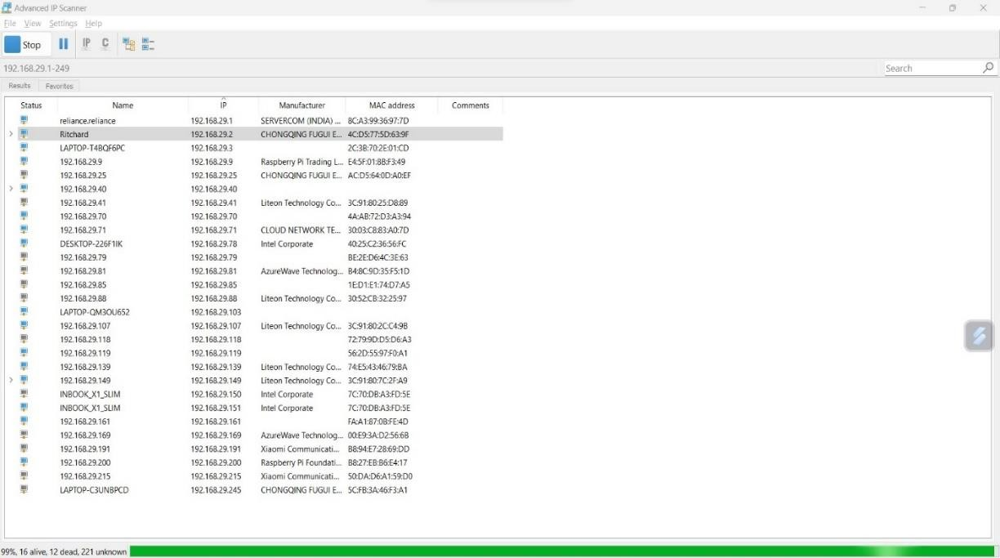 Advanced IP Scanner
File View Settings Help
Stop IP C
192.168.29.1-249 Search
Results Favorites
Status Name IP Manufacturer MAC address Comments
reliance.reliance 192.168.29.1 SERVERCOM (INDIA) ... 8C:A3:99:36:97:7D
Ritchard 192.168.29.2 CHONGQING FUGUI E... 4C:D5:77:5D:63:9F
LAPTOP-T4BQF6PC 192.168.29.3 2C:3B:70:2E:01:CD
192.168.29.9 192.168.29.9 Raspberry Pi Trading L... E4:5F:01:8B:F3:49
192.168.29.25 192.168.29.25 CHONGQING FUGUI E... AC:D5:64:0D:A0:EF
192.168.29.40 192.168.29.40
192.168.29.41 192.168.29.41 Liteon Technology Co... 3C:91:80:25:D8:89
192.168.29.70 192.168.29.70 4A:AB:72:D3:A3:94
192.168.29.71 192.168.29.71 CLOUD NETWORK TE... 30:03:C8:83:A0:7D
DESKTOP-226F1IK 192.168.29.78 Intel Corporate 40:25:C2:36:56:FC
192.168.29.79 192.168.29.79 BE:2E:D6:4C:3E:63
192.168.29.81 192.168.29.81 AzureWave Technolog... B4:8C:9D:35:F5:1D
192.168.29.85 192.168.29.85 1E:D1:E1:74:D7:A5
192.168.29.88 192.168.29.88 Liteon Technology Co... 30:52:CB:32:25:97
LAPTOP-QM3OU652 192.168.29.103
192.168.29.107 192.168.29.107 Liteon Technology Co... 3C:91:80:2C:C4:9B
192.168.29.118 192.168.29.118 72:79:9D:D5:D6:A3
192.168.29.119 192.168.29.119 56:2D:55:97:F0:A1
192.168.29.139 192.168.29.139 Liteon Technology Co... 74:E5:43:46:79:BA
192.168.29.149 192.168.29.149 Liteon Technology Co... 3C:91:80:7C:2F:A9
INBOOK_X1_SLIM 192.168.29.150 Intel Corporate 7C:70:DB:A3:FD:5E
INBOOK_X1_SLIM 192.168.29.151 Intel Corporate 7C:70:DB:A3:FD:5E
192.168.29.161 192.168.29.161 FA:A1:87:0B:FE:4D
192.168.29.169 192.168.29.169 AzureWave Technolog... 00:E9:3A:D2:56:6B
192.168.29.191 192.168.29.191 Xiaomi Communicati... B8:94:E7:28:69:DD
192.168.29.200 192.168.29.200 Raspberry Pi Foundati... B8:27:EB:B6:E4:17
192.168.29.215 192.168.29.215 Xiaomi Communicati... 50:DA:D6:A1:59:D0
LAPTOP-C3UNBPCD 192.168.29.245 CHONGQING FUGUI E... 5C:FB:3A:46:F3:A1
99%, 16 alive, 12 dead, 221 unknown